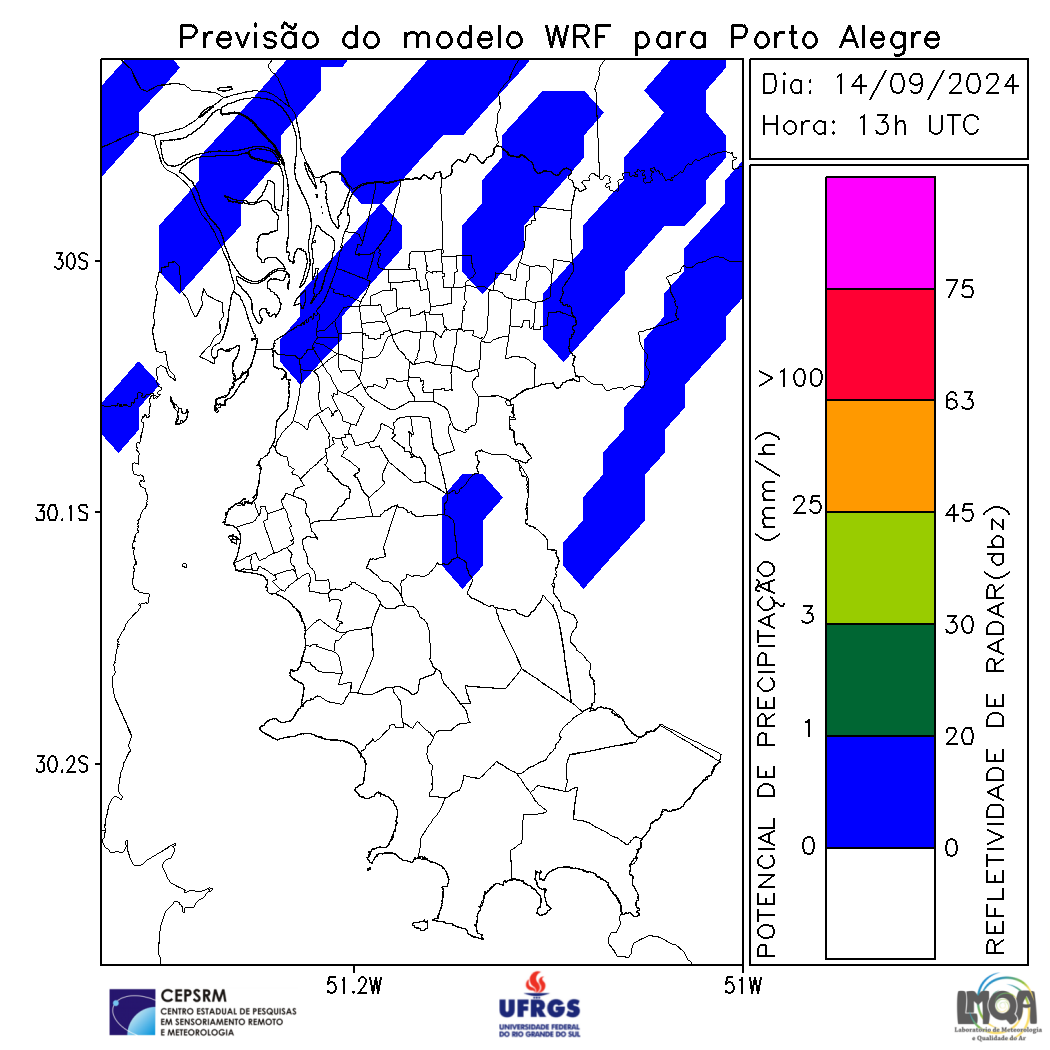 Previsão do modelo WRF para Porto Alegre
Dia: 14/09/2024
Hora: 13h UTC
30S
30.1S
30.2S
51.2W
51W
POTENCIAL DE PRECIPITAÇÃO (mm/h)
>100
25
3
1
0
75
63
45
30
20
0
REFLETIVIDADE DE RADAR(dbz)
CEPSRM
CENTRO ESTADUAL DE PESQUISAS
EM SENSORIAMENTO REMOTO
E METEOROLOGIA
UFRGS
UNIVERSIDADE FEDERAL
DO RIO GRANDE DO SUL
LMQA
Laboratório de Meteorologia
e Qualidade do Ar